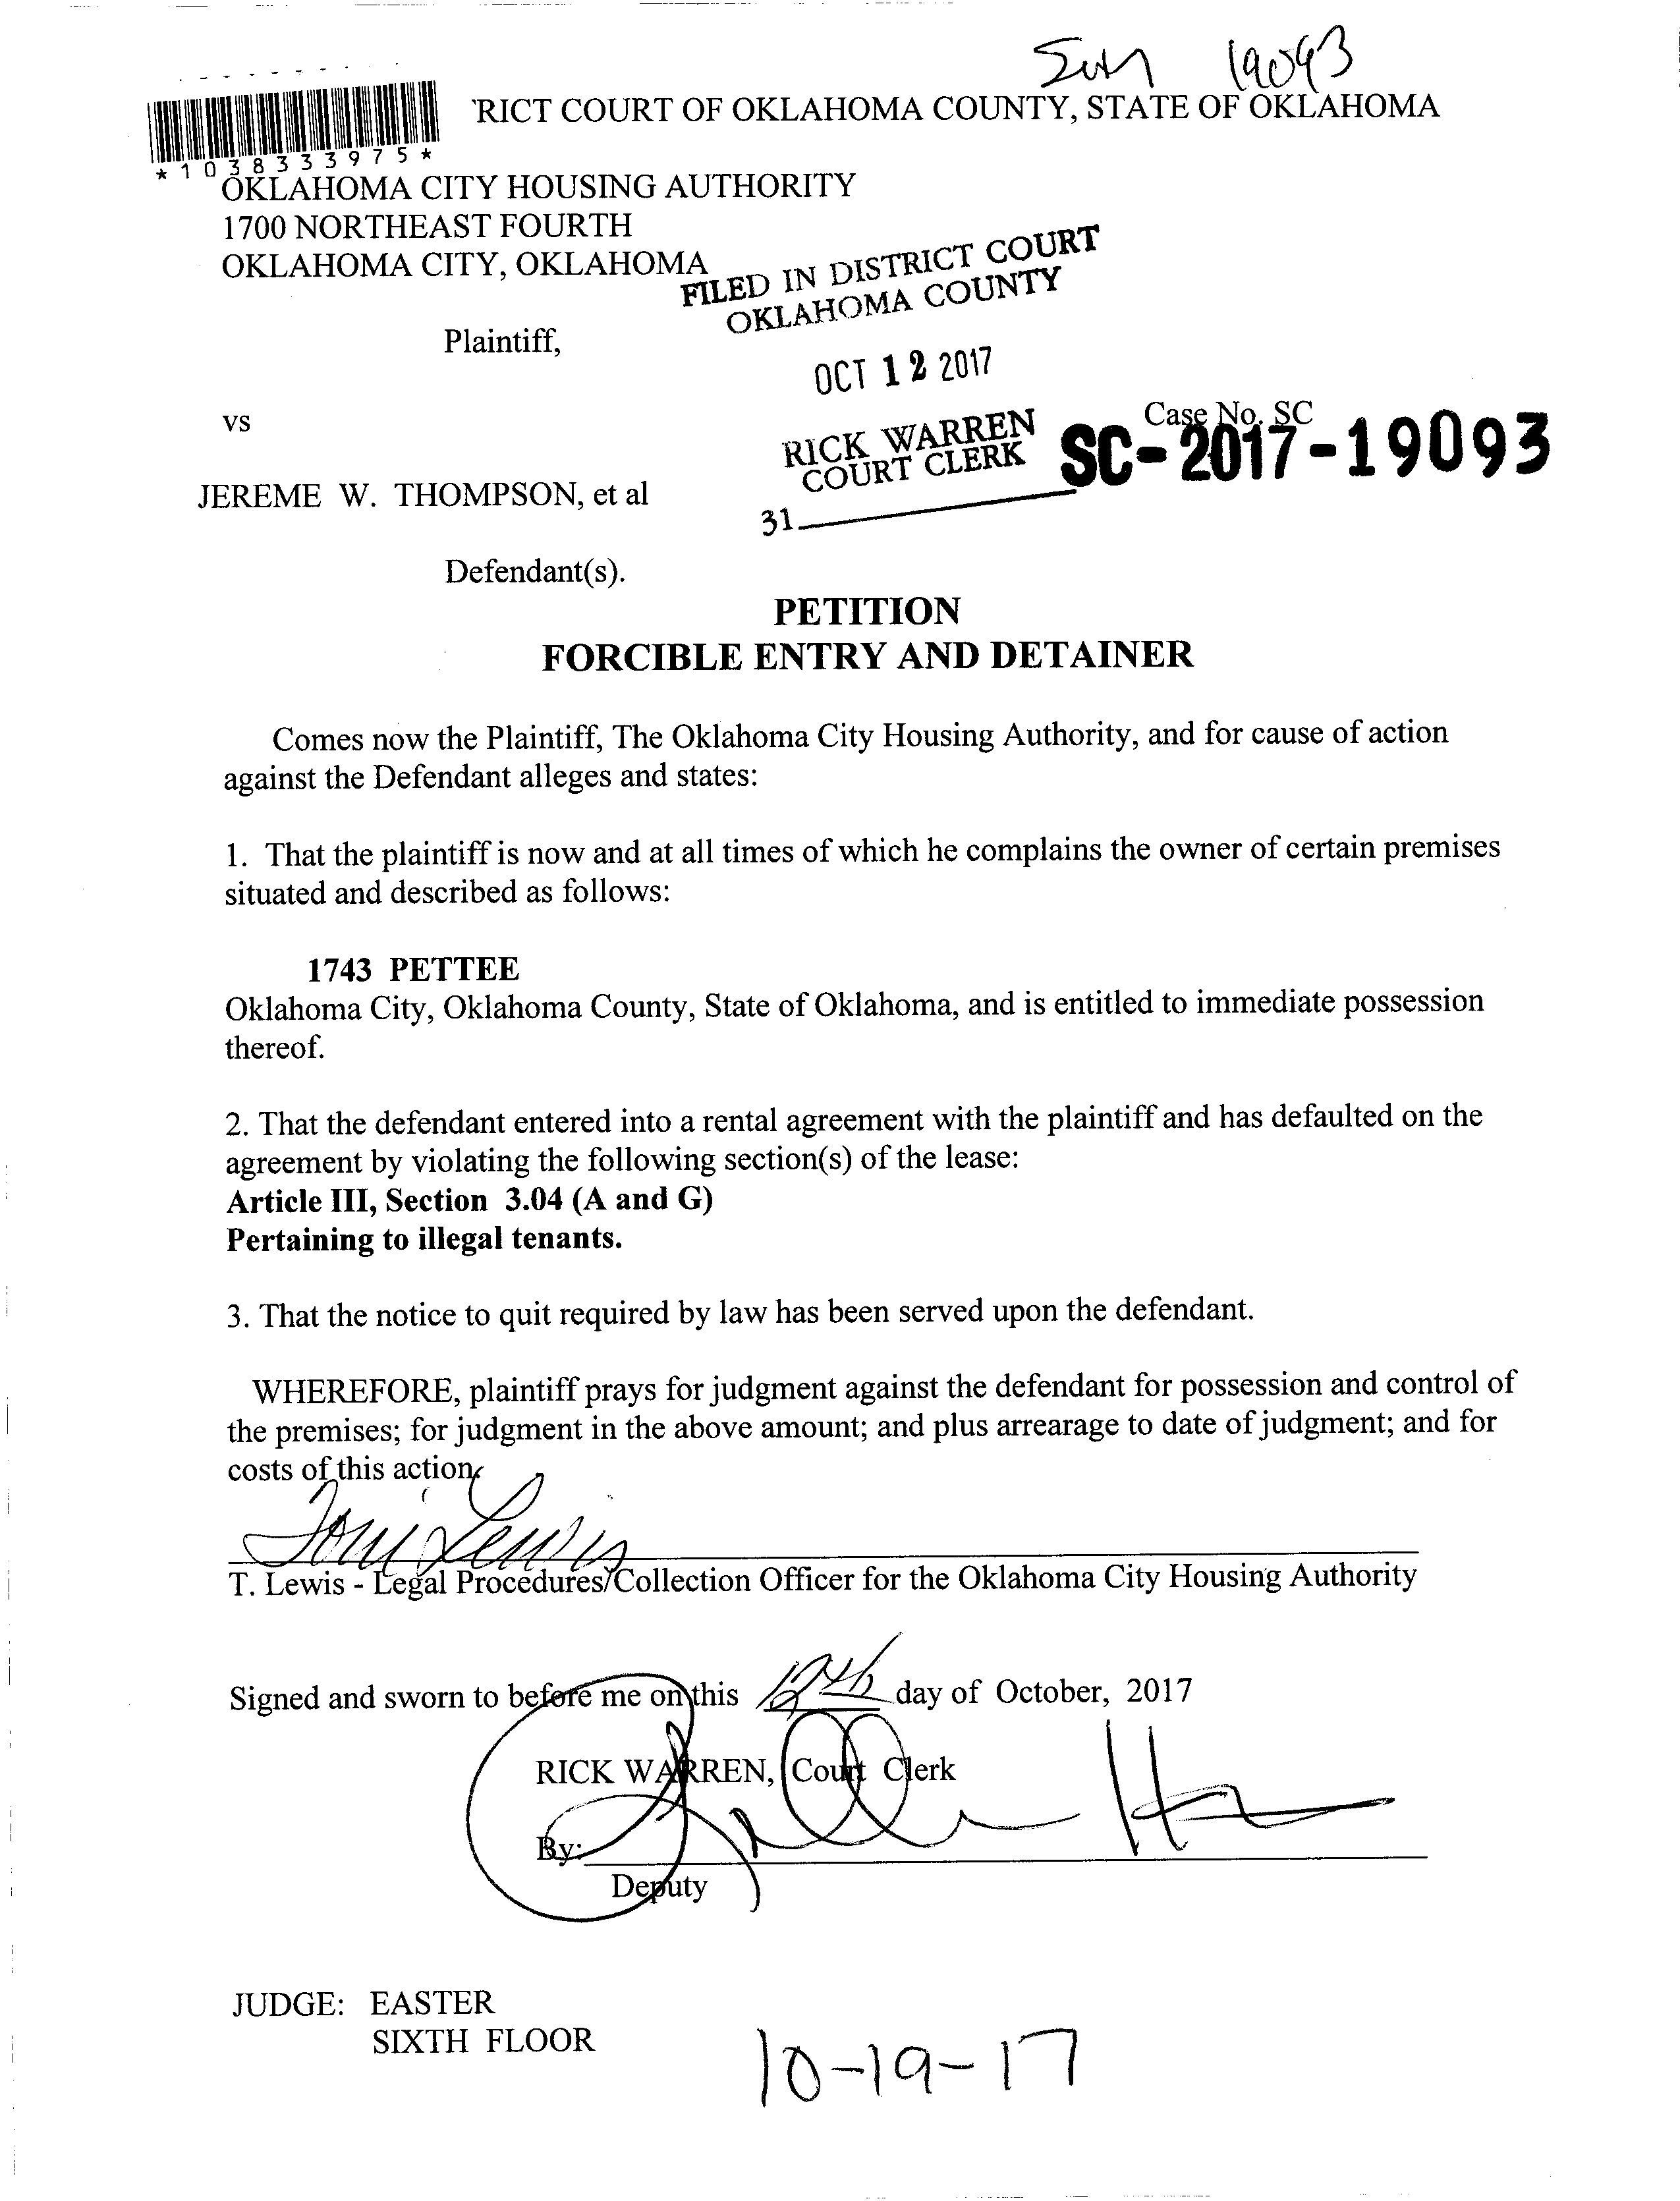 19093
'RICT COURT OF OKLAHOMA COUNTY, STATE OF OKLAHOMA
*1038333975*
OKLAHOMA CITY HOUSING AUTHORITY
1700 NORTHEAST FOURTH
OKLAHOMA CITY, OKLAHOMA
FILED IN DISTRICT COURT
OKLAHOMA COUNTY
Plaintiff,
OCT 12 2017
vs
RICK WARREN
COURT CLERK
Case No. SC
SC-2017-19093
JEREME W. THOMPSON, et al
31
Defendant(s).
PETITION
FORCIBLE ENTRY AND DETAINER
Comes now the Plaintiff, The Oklahoma City Housing Authority, and for cause of action
against the Defendant alleges and states:
1. That the plaintiff is now and at all times of which he complains the owner of certain premises
situated and described as follows:
1743 PETTEE
Oklahoma City, Oklahoma County, State of Oklahoma, and is entitled to immediate possession
thereof.
2. That the defendant entered into a rental agreement with the plaintiff and has defaulted on the
agreement by violating the following section(s) of the lease:
Article III, Section 3.04 (A and G)
Pertaining to illegal tenants.
3. That the notice to quit required by law has been served upon the defendant.
WHEREFORE, plaintiff prays for judgment against the defendant for possession and control of
the premises; for judgment in the above amount; and plus arrearage to date of judgment; and for
costs of this action.
Toni Lewis
T. Lewis - Legal Procedures/Collection Officer for the Oklahoma City Housing Authority
Signed and sworn to before me on this 12th day of October, 2017
RICK WARREN, Court Clerk
By:
Deputy
JUDGE: EASTER
SIXTH FLOOR
10-19-17